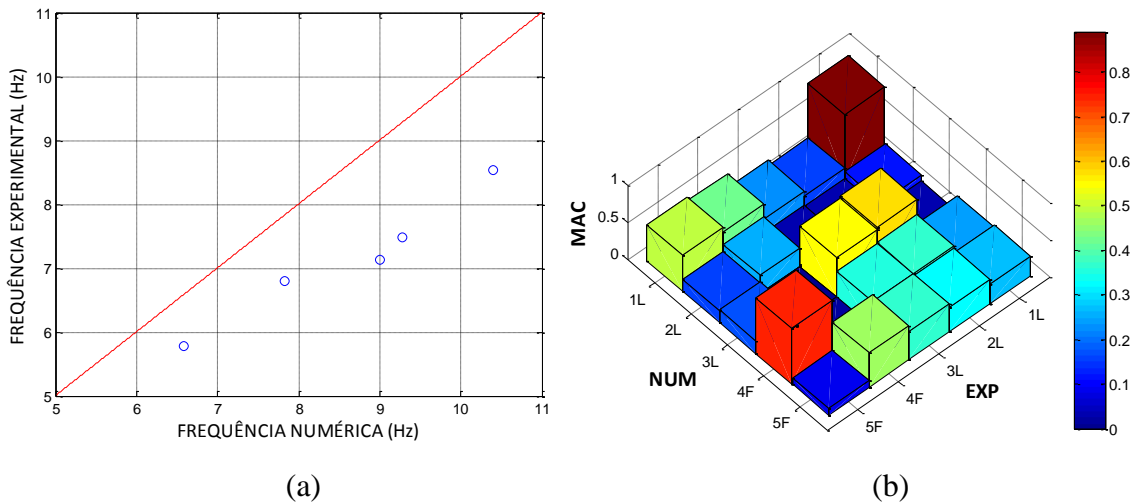 FREQUÊNCIA EXPERIMENTAL (Hz)
11
10
9
8
7
6
5
5
6
7
8
9
10
11
FREQUÊNCIA NUMÉRICA (Hz)
(a)
MAC
1
0.5
0
1L
2L
3L
4F
5F
NUM
5F
4F
3L
2L
1L
EXP
0.8
0.7
0.6
0.5
0.4
0.3
0.2
0.1
0
(b)